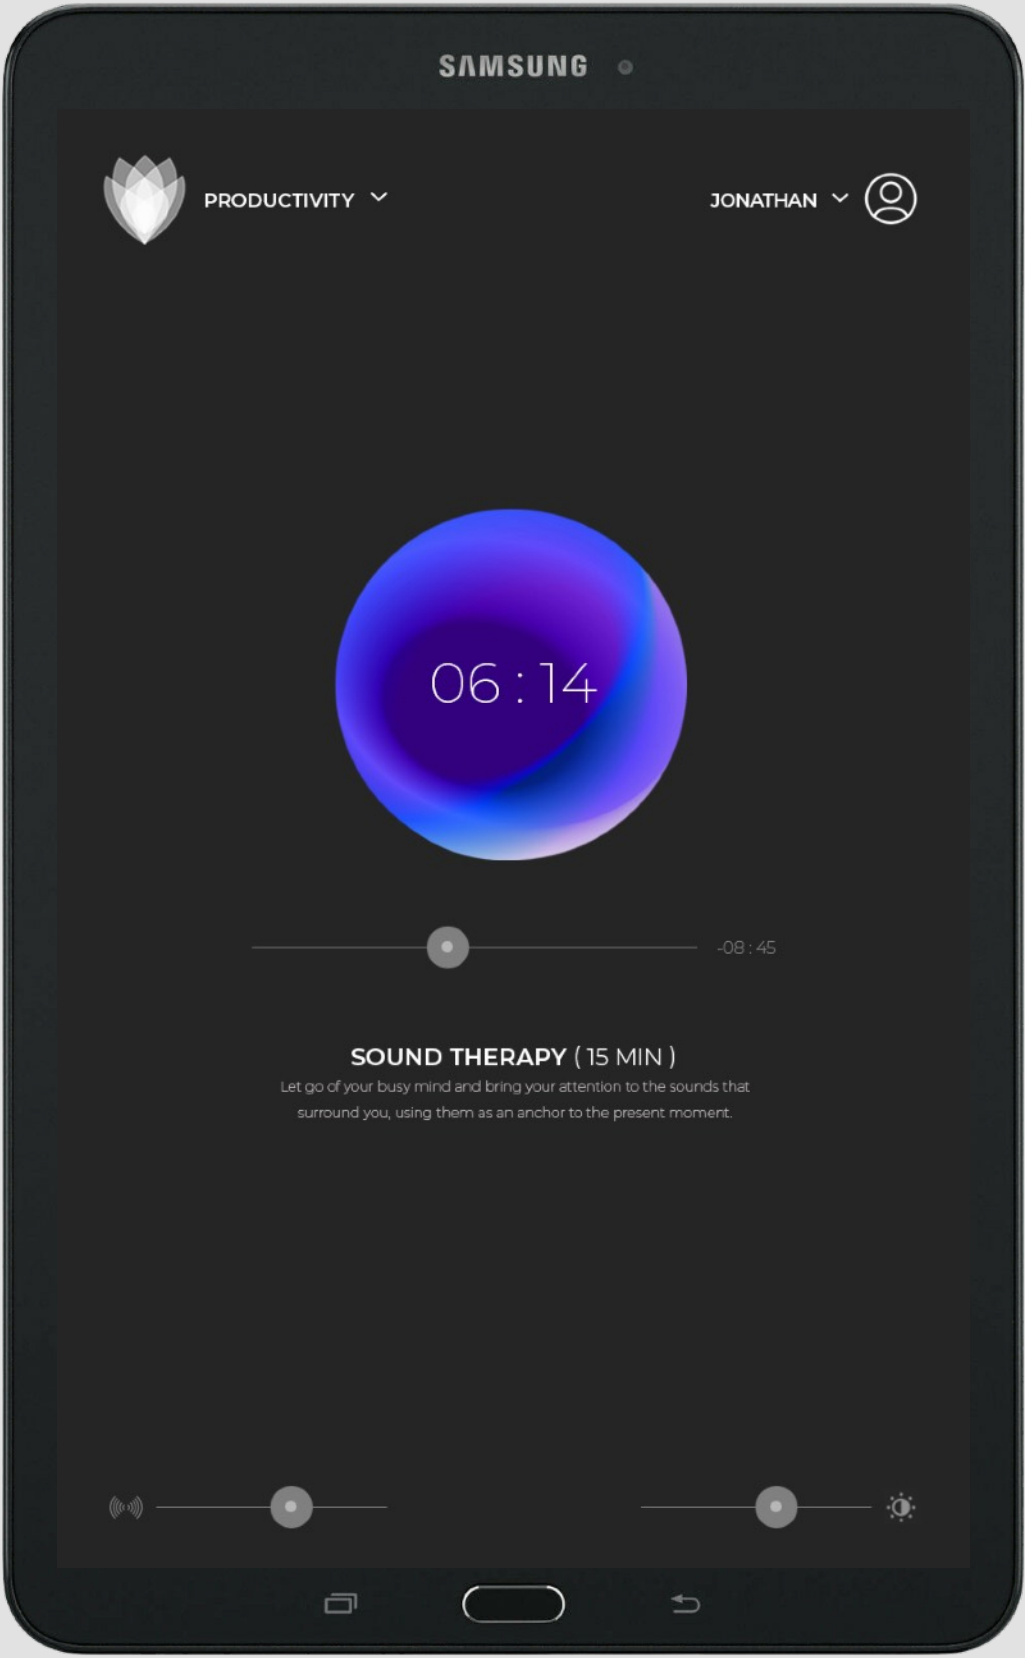 SAMSUNG
PRODUCTIVITY
JONATHAN
06 : 14
-08 : 45
SOUND THERAPY ( 15 MIN )
Let go of your busy mind and bring your attention to the sounds that
surround you, using them as an anchor to the present moment.